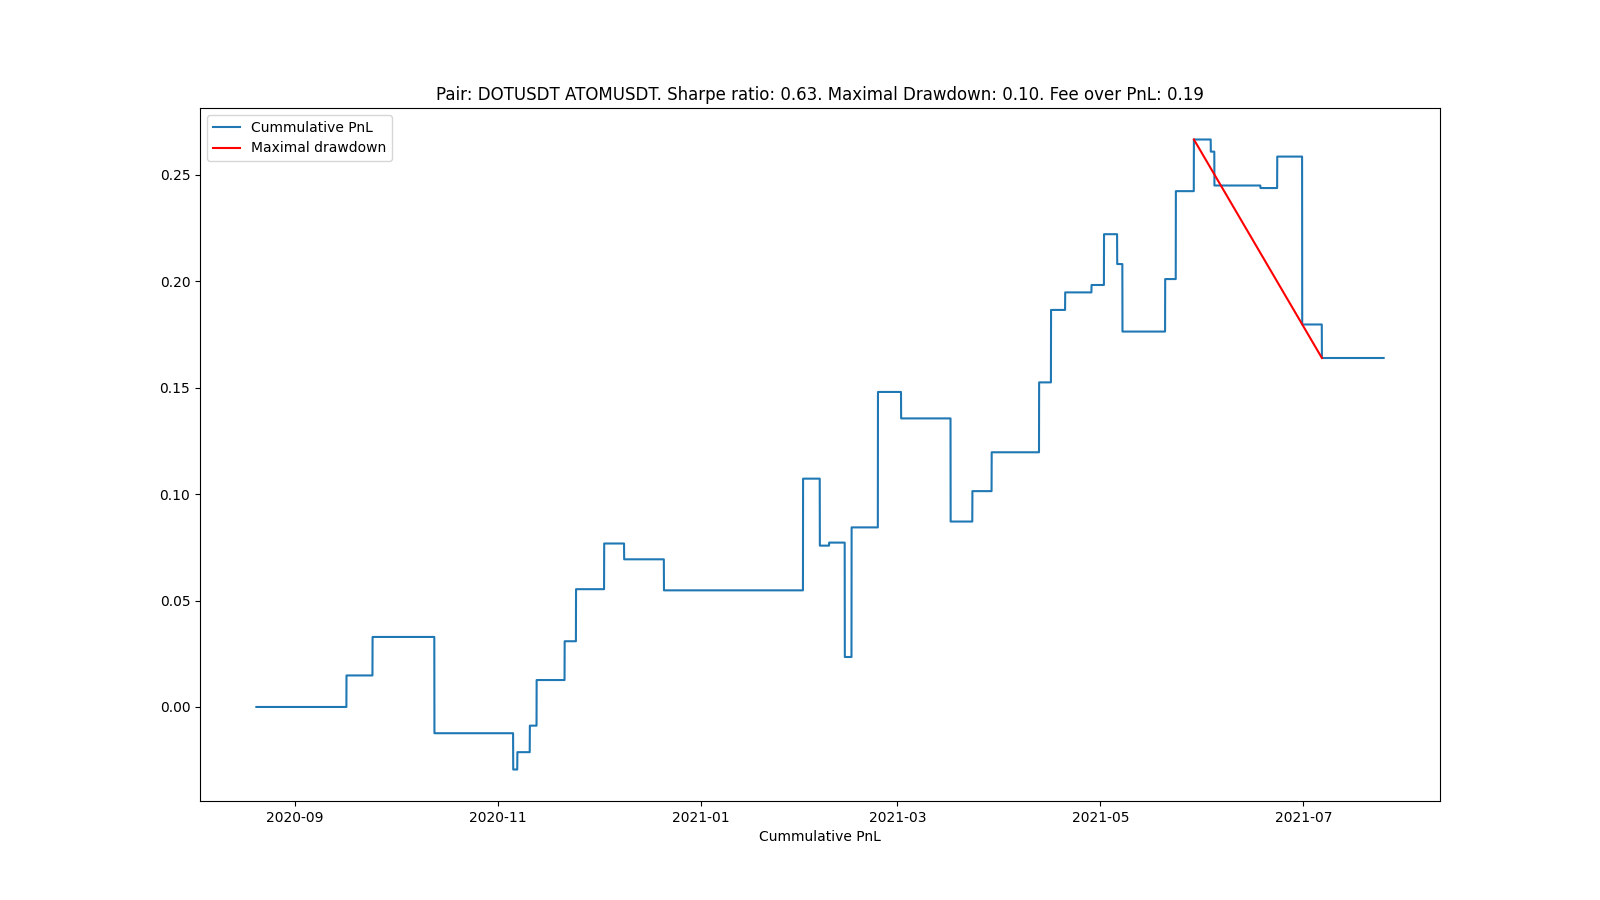 Pair: DOTUSDT ATOMUSDT. Sharpe ratio: 0.63. Maximal Drawdown: 0.10. Fee over PnL: 0.19
Cummulative PnL
Maximal drawdown
0.25
0.20
0.15
0.10
0.05
0.00
2020-09 2020-11 2021-01 2021-03 2021-05 2021-07
Cummulative PnL